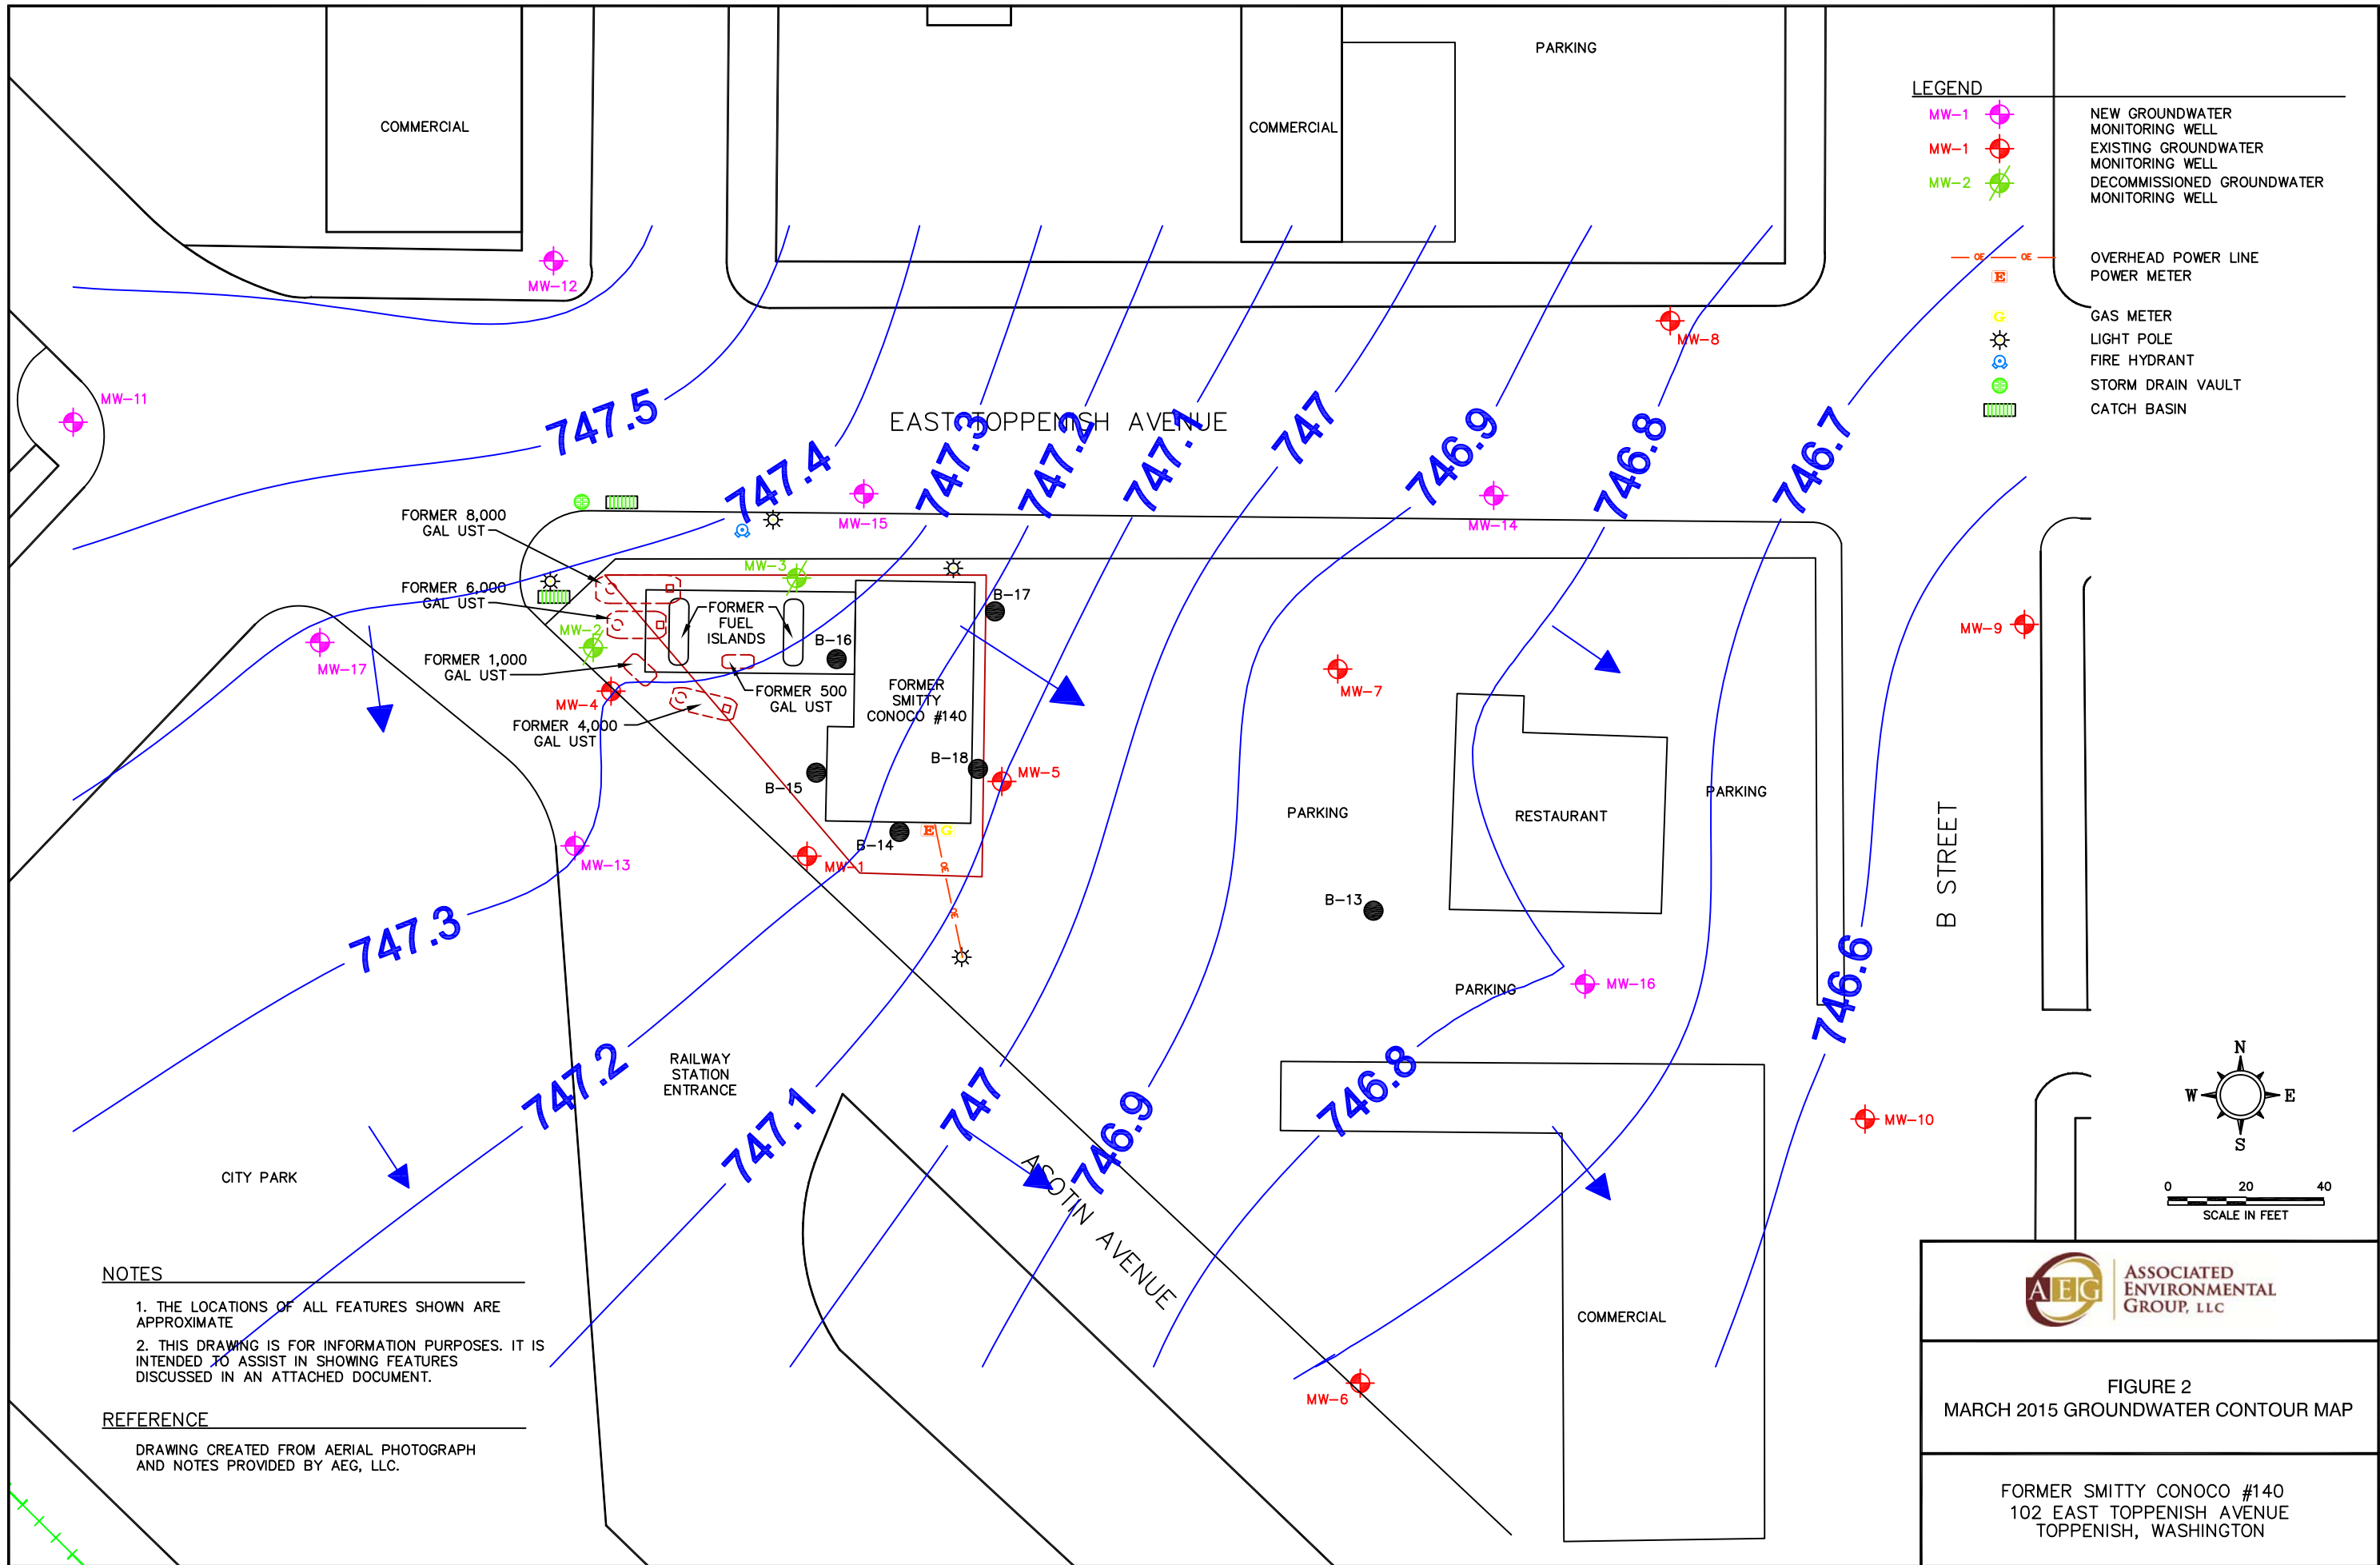 PARKING
COMMERCIAL
COMMERCIAL
LEGEND
MW-1
NEW GROUNDWATER
MONITORING WELL
MW-1
EXISTING GROUNDWATER
MONITORING WELL
MW-2
DECOMMISSIONED GROUNDWATER
MONITORING WELL
OE OE
OVERHEAD POWER LINE
E
POWER METER
G
GAS METER
LIGHT POLE
FIRE HYDRANT
STORM DRAIN VAULT
CATCH BASIN
MW-12
MW-8
MW-11
747.5
EAST TOPPENISH AVENUE
747.4
747.3
747.2
747.1
747
746.9
746.8
746.7
MW-15
MW-14
FORMER 8,000
GAL UST
MW-3
FORMER 6,000
GAL UST
FORMER
FUEL
ISLANDS
B-17
MW-2
B-16
MW-9
MW-17
FORMER 1,000
GAL UST
FORMER 500
GAL UST
FORMER
SMITTY
CONOCO #140
MW-7
MW-4
FORMER 4,000
GAL UST
B-18
MW-5
B-15
PARKING
PARKING
RESTAURANT
E G
B-14
MW-1
OE
OE
MW-13
B STREET
B-13
747.3
746.6
PARKING
MW-16
747.2
RAILWAY
STATION
ENTRANCE
747.1
747
746.9
746.8
MW-10
N
W E
S
CITY PARK
ASOTIN AVENUE
0 20 40
SCALE IN FEET
NOTES
1. THE LOCATIONS OF ALL FEATURES SHOWN ARE
APPROXIMATE
2. THIS DRAWING IS FOR INFORMATION PURPOSES. IT IS
INTENDED TO ASSIST IN SHOWING FEATURES
DISCUSSED IN AN ATTACHED DOCUMENT.
REFERENCE
DRAWING CREATED FROM AERIAL PHOTOGRAPH
AND NOTES PROVIDED BY AEG, LLC.
COMMERCIAL
MW-6
AEG
ASSOCIATED
ENVIRONMENTAL
GROUP, LLC
FIGURE 2
MARCH 2015 GROUNDWATER CONTOUR MAP
FORMER SMITTY CONOCO #140
102 EAST TOPPENISH AVENUE
TOPPENISH, WASHINGTON